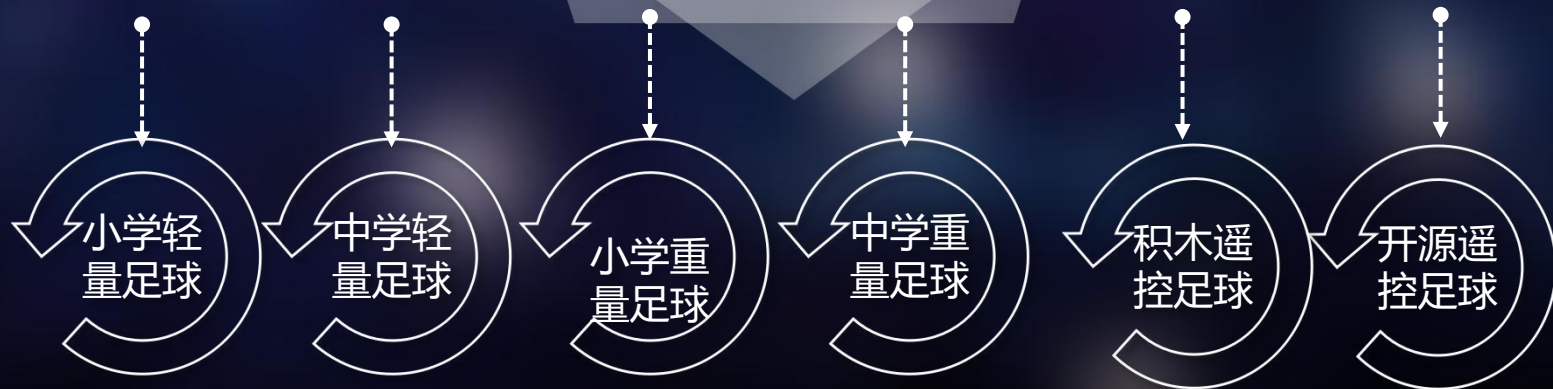 小学轻
量足球
中学轻
量足球
小学重
量足球
中学重
量足球
积木遥
控足球
开源遥
控足球